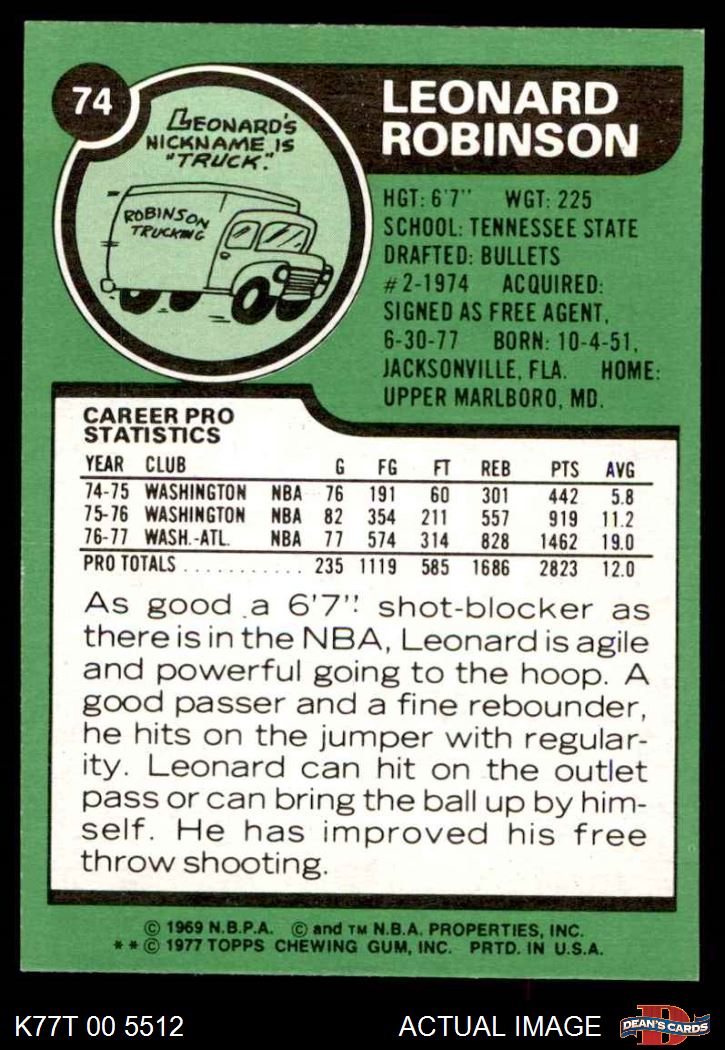 74
LEONARD'S
NICKNAME IS
"TRUCK."
ROBINSON
TRUCKING
LEONARD
ROBINSON
HGT: 6'7" WGT: 225
SCHOOL: TENNESSEE STATE
DRAFTED: BULLETS
#2-1974 ACQUIRED:
SIGNED AS FREE AGENT,
6-30-77 BORN: 10-4-51,
JACKSONVILLE, FLA. HOME:
UPPER MARLBORO, MD.
CAREER PRO
STATISTICS
YEAR CLUB G FG FT REB PTS AVG
74-75 WASHINGTON NBA 76 191 60 301 442 5.8
75-76 WASHINGTON NBA 82 354 211 557 919 11.2
76-77 WASH.-ATL. NBA 77 574 314 828 1462 19.0
PRO TOTALS . . . . . . . . . . . 235 1119 585 1686 2823 12.0
As good a 6'7" shot-blocker as
there is in the NBA, Leonard is agile
and powerful going to the hoop. A
good passer and a fine rebounder,
he hits on the jumper with regular-
ity. Leonard can hit on the outlet
pass or can bring the ball up by him-
self. He has improved his free
throw shooting.
© 1969 N.B.P.A. © and TM N.B.A. PROPERTIES, INC.
**© 1977 TOPPS CHEWING GUM, INC. PRTD. IN U.S.A.
K77T 00 5512 ACTUAL IMAGE
D
DEAN'S CARDS